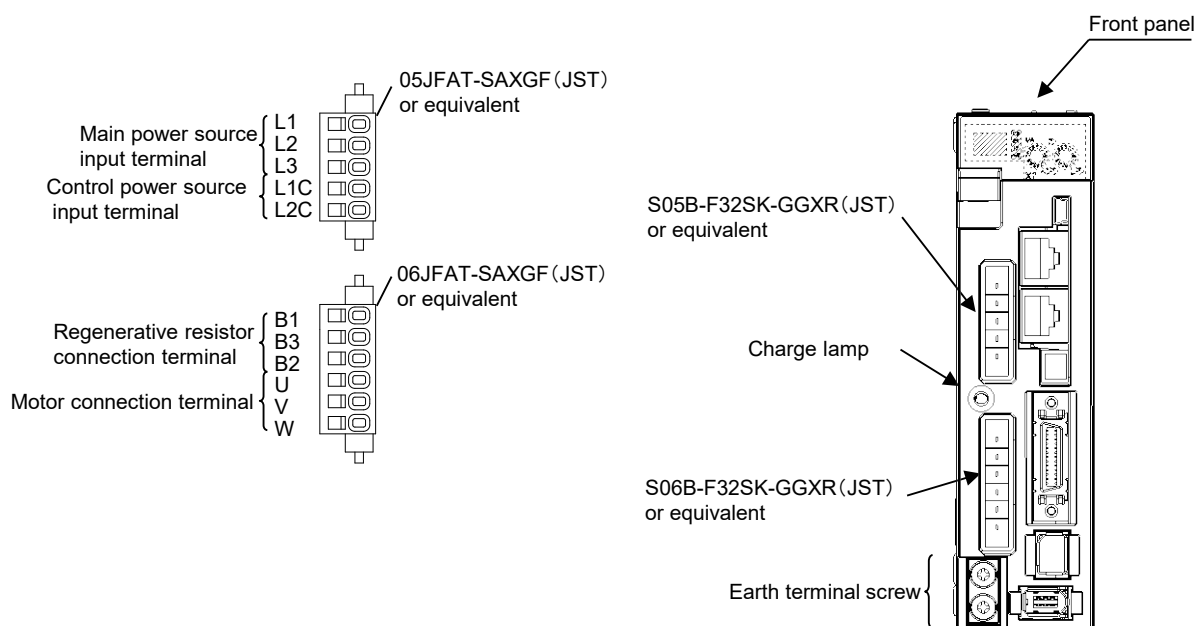 Front panel
05JFAT-SAXGF（JST）
or equivalent
L1
L2
L3
L1C
L2C
Main power source
input terminal
Control power source
input terminal
S05B-F32SK-GGXR（JST）
or equivalent
06JFAT-SAXGF（JST）
or equivalent
B1
B3
B2
U
V
W
Regenerative resistor
connection terminal
Motor connection terminal
Charge lamp
S06B-F32SK-GGXR（JST）
or equivalent
Earth terminal screw